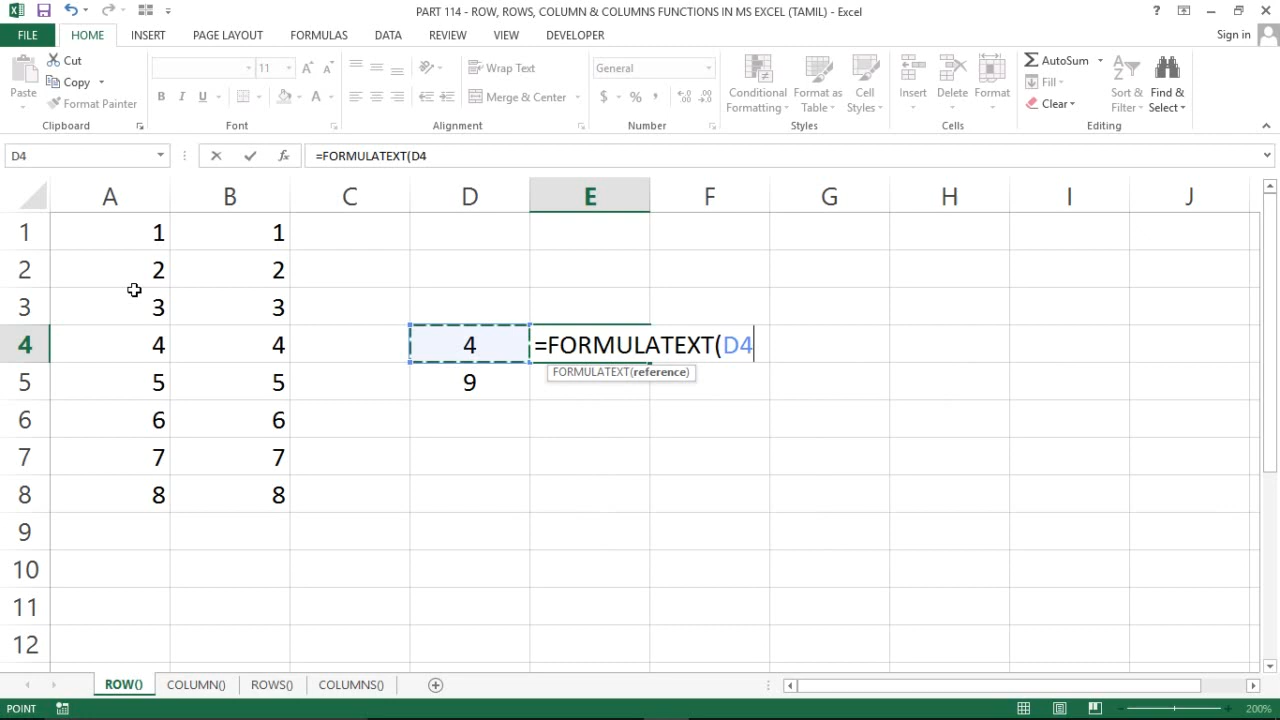 PART 114 - ROW, ROWS, COLUMN & COLUMNS FUNCTIONS IN MS EXCEL (TAMIL) - Excel
FILE HOME INSERT PAGE LAYOUT FORMULAS DATA REVIEW VIEW DEVELOPER Sign in
Paste
Cut
Copy
Format Painter
Clipboard
11
B I U
Font
Wrap Text
Merge & Center
Alignment
General
$ % ,
Number
Conditional Formatting
Format as Table
Cell Styles
Styles
Insert Delete Format
Cells
AutoSum
Fill
Clear
Sort & Filter
Find & Select
Editing
D4 fx =FORMULATEXT(D4
A B C D E F G H I J
1 1 1
2 2 2
3 3 3
4 4 4 4 =FORMULATEXT(D4
FORMULATEXT(reference)
5 5 5 9
6 6 6
7 7 7
8 8 8
9
10
11
12
ROW() COLUMN() ROWS() COLUMNS()
POINT 200%